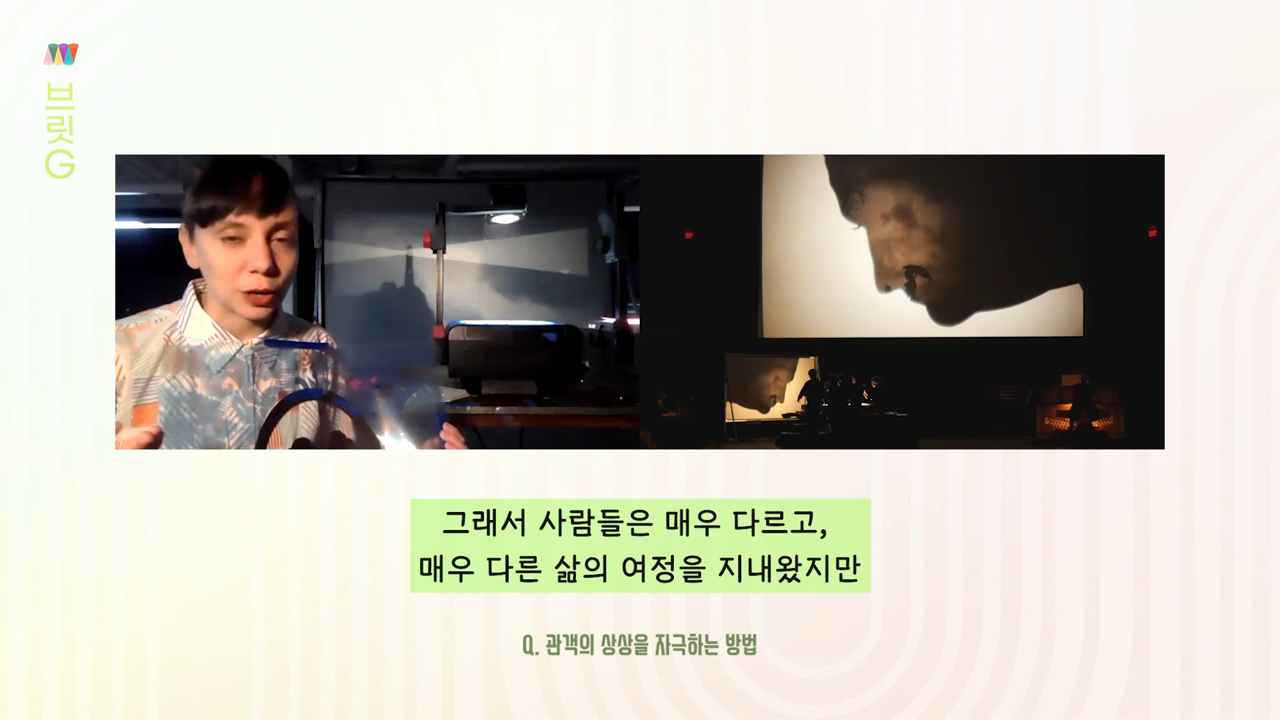 브릿G
그래서 사람들은 매우 다르고,
매우 다른 삶의 여정을 지내왔지만
Q. 관객의 상상을 자극하는 방법